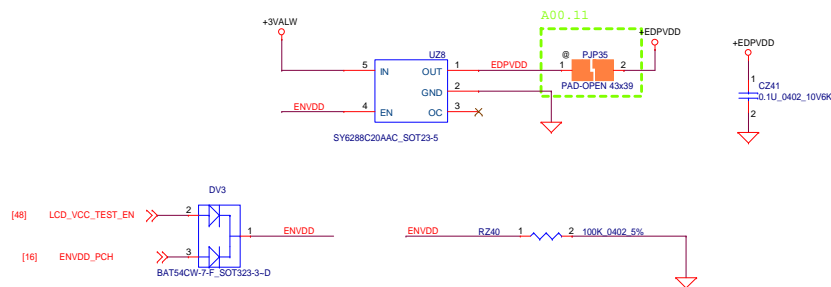 A00.11
+3VALW
+EDPVDD
UZ8
@ PJP35
+EDPVDD
5 IN OUT 1 EDPVDD 1 2
PAD-OPEN 43x39
GND 2
ENVDD 4 EN OC 3
1
CZ41
0.1U_0402_10V6K
2
SY6288C20AAC_SOT23-5
DV3
[48] LCD_VCC_TEST_EN 2
1 ENVDD
ENVDD RZ40 1 2 100K_0402_5%
[16] ENVDD_PCH 3
BAT54CW-7-F_SOT323-3~D